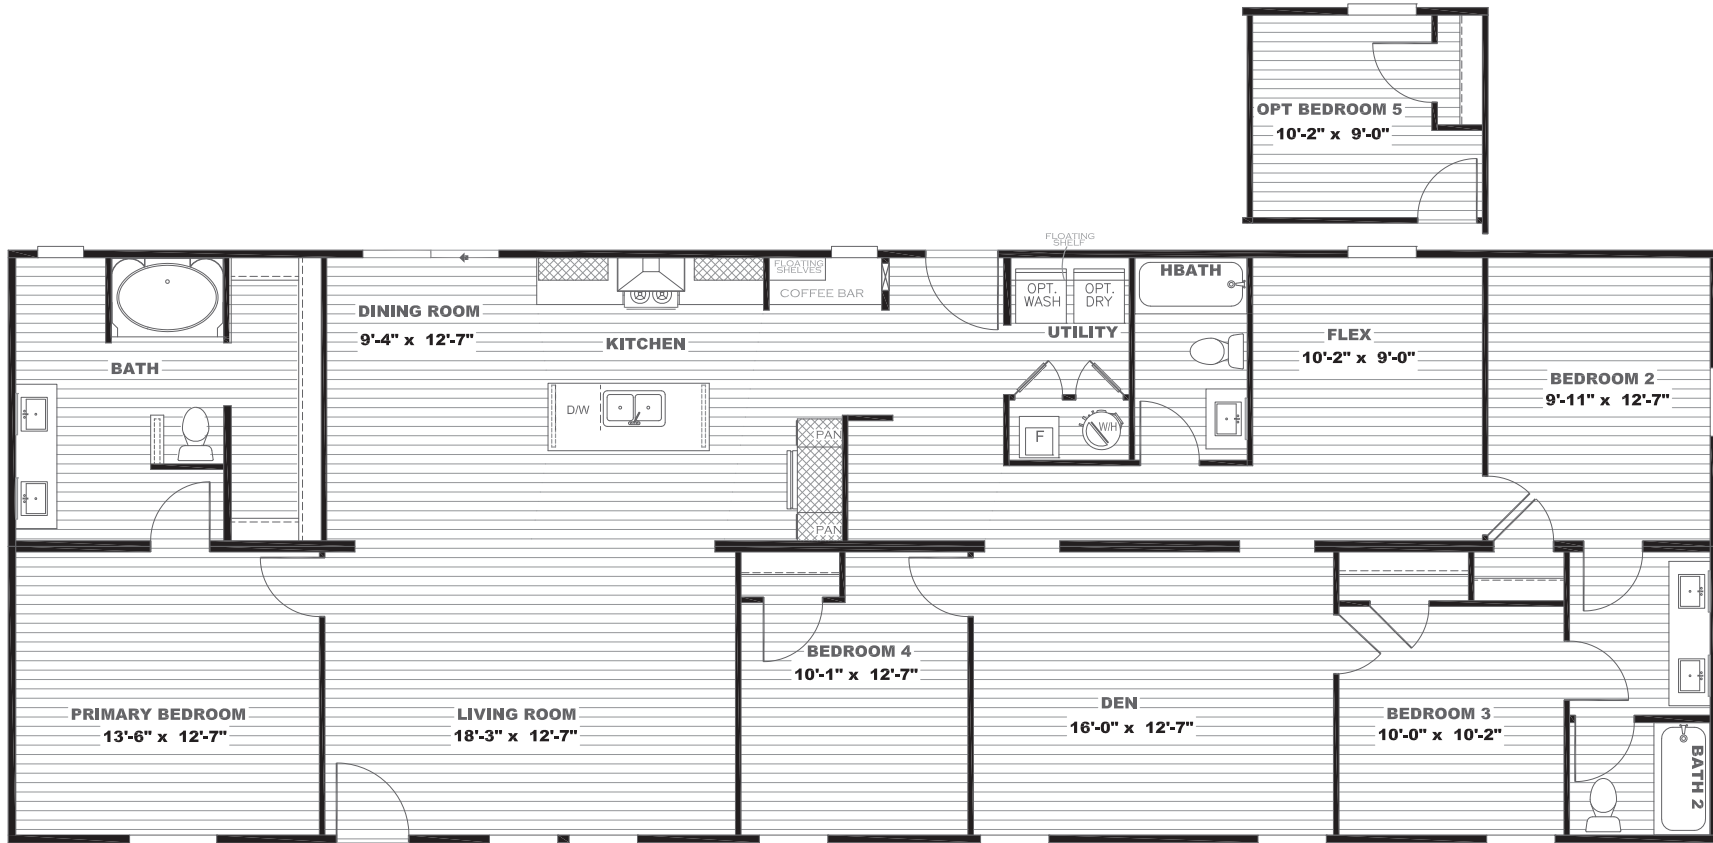 OPT BEDROOM 5
10'-2" x 9'-0"
FLOATING
SHELF
FLOATING
SHELVES
COFFEE BAR
OPT.
WASH
OPT.
DRY
HBATH
DINING ROOM
9'-4" x 12'-7"
KITCHEN
UTILITY
FLEX
10'-2" x 9'-0"
BATH
BEDROOM 2
9'-11" x 12'-7"
D/W
PAN
F
W/H
PAN
BEDROOM 4
10'-1" x 12'-7"
PRIMARY BEDROOM
13'-6" x 12'-7"
LIVING ROOM
18'-3" x 12'-7"
DEN
16'-0" x 12'-7"
BEDROOM 3
10'-0" x 10'-2"
BATH 2